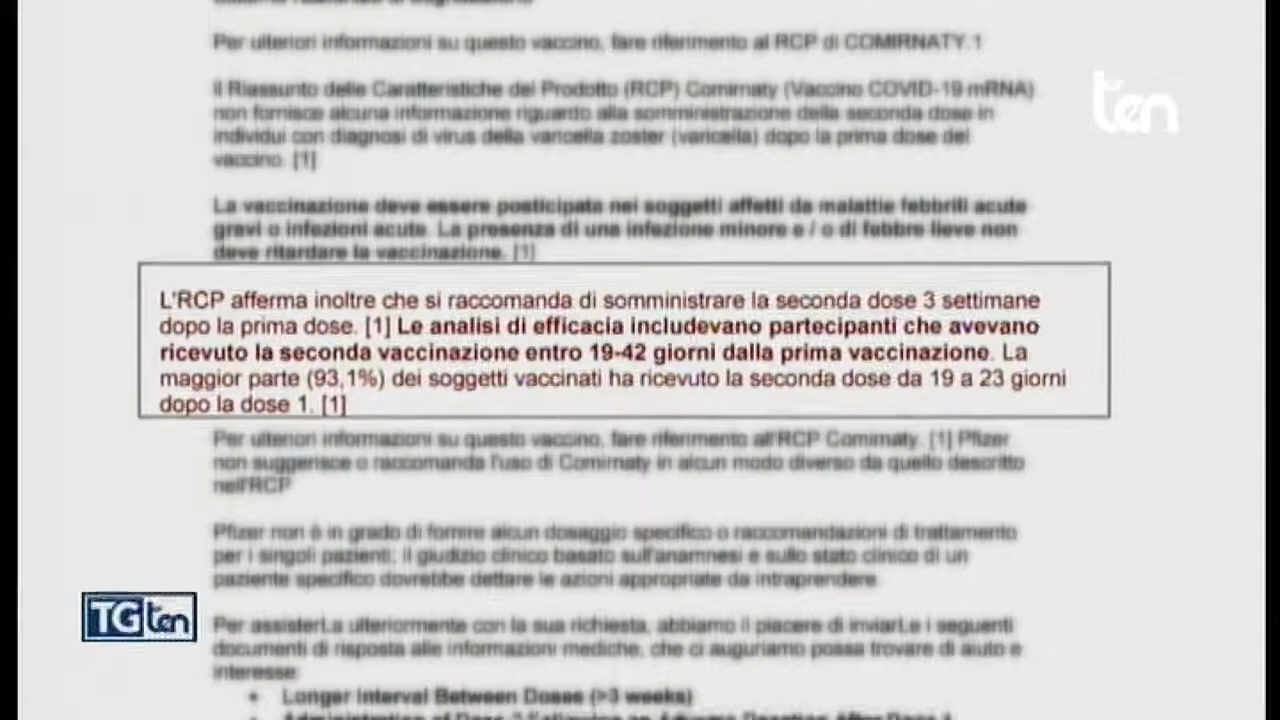 Per ulteriori informazioni su questo vaccino, fare riferimento al RCP di COMIRNATY.1
Il Riassunto delle Caratteristiche del Prodotto (RCP) Comirnaty (Vaccino COVID-19 mRNA)
non fornisce alcuna informazione riguardo alla somministrazione della seconda dose in
individui con diagnosi di virus della varicella zoster (varicella) dopo la prima dose del
vaccino. [1]
ten
La vaccinazione deve essere posticipata nei soggetti affetti da malattie febbrili acute
gravi o infezioni acute. La presenza di una infezione minore e / o di febbre lieve non
deve ritardare la vaccinazione. [1]
L'RCP afferma inoltre che si raccomanda di somministrare la seconda dose 3 settimane
dopo la prima dose. [1] Le analisi di efficacia includevano partecipanti che avevano
ricevuto la seconda vaccinazione entro 19-42 giorni dalla prima vaccinazione. La
maggior parte (93,1%) dei soggetti vaccinati ha ricevuto la seconda dose da 19 a 23 giorni
dopo la dose 1. [1]
Per ulteriori informazioni su questo vaccino, fare riferimento all'RCP Comirnaty. [1] Pfizer
non suggerisce o raccomanda l'uso di Comirnaty in alcun modo diverso da quello descritto
nell'RCP
Pfizer non è in grado di fornire alcun dosaggio specifico o raccomandazioni di trattamento
per i singoli pazienti; il giudizio clinico basato sull'anamnesi e sullo stato clinico di un
paziente specifico dovrebbe dettare le azioni appropriate da intraprendere.
TG ten
Per assisterLa ulteriormente con la sua richiesta, abbiamo il piacere di inviarLe i seguenti
documenti di risposta alle informazioni mediche, che ci auguriamo possa trovare di aiuto e
interesse:
• Longer Interval Between Doses (>3 weeks)